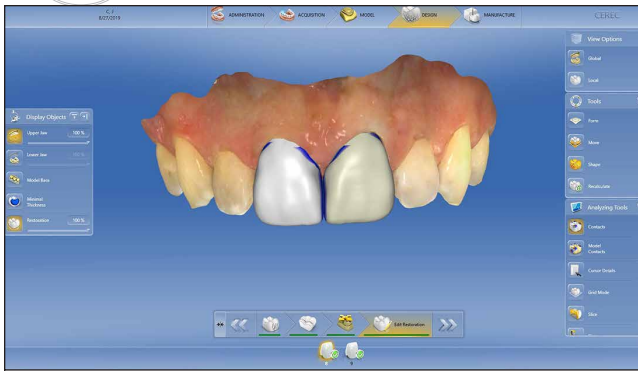 C J
8/27/2019
ADMINISTRATION
ACQUISITION
MODEL
DESIGN
MANUFACTURE
CEREC
View Options
Global
Local
Tools
Form
Move
Shape
Recalculate
Analyzing Tools
Contacts
Model
Contacts
Cursor Details
Grid Mode
Slice
Display Objects
Upper Jaw
100 %
Lower Jaw
Model Base
Minimal
Thickness
Restoration
100 %
Edit Restoration